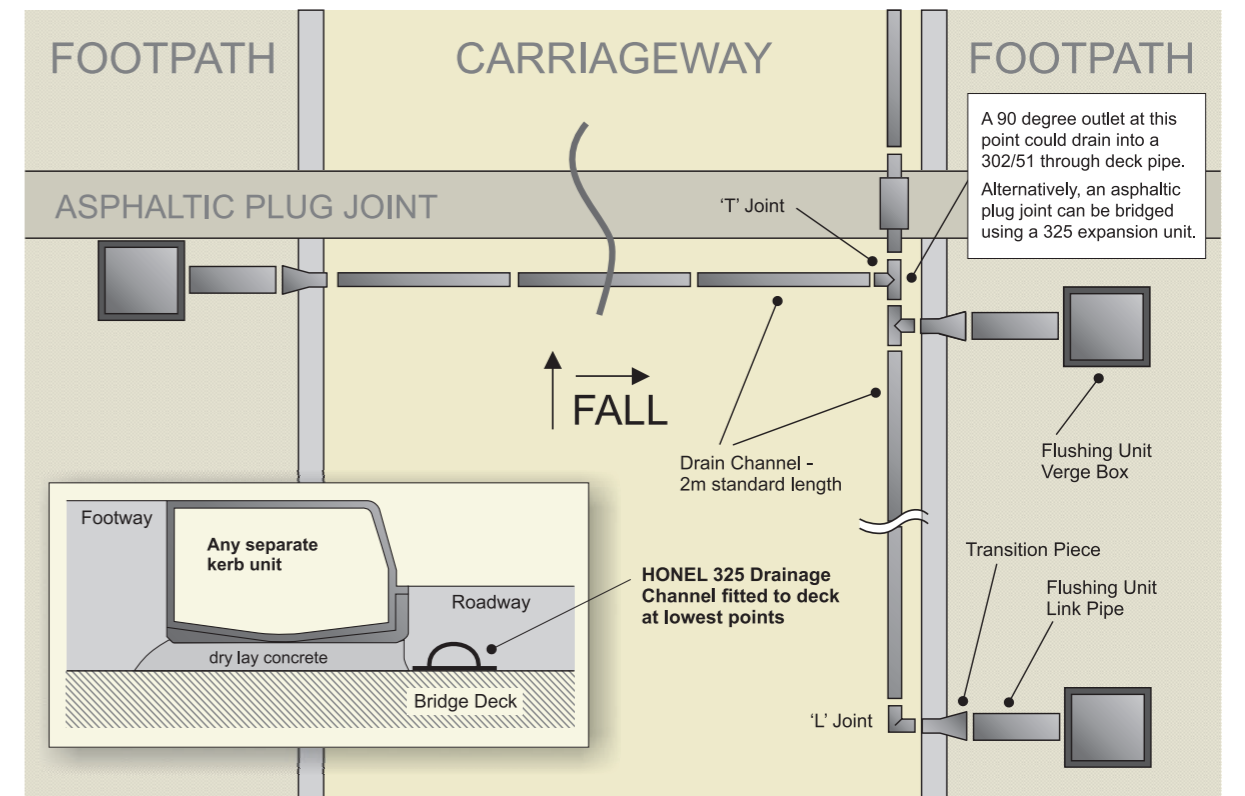 FOOTPATH
CARRIAGEWAY
FOOTPATH
A 90 degree outlet at this
point could drain into a
302/51 through deck pipe.
Alternatively, an asphaltic
plug joint can be bridged
using a 325 expansion unit.
ASPHALTIC PLUG JOINT
‘T’ Joint
FALL
Drain Channel -
2m standard length
Flushing Unit
Verge Box
Transition Piece
Flushing Unit
Link Pipe
‘L’ Joint
Footway
Any separate
kerb unit
Roadway
dry lay concrete
Bridge Deck
HONEL 325 Drainage
Channel fitted to deck
at lowest points